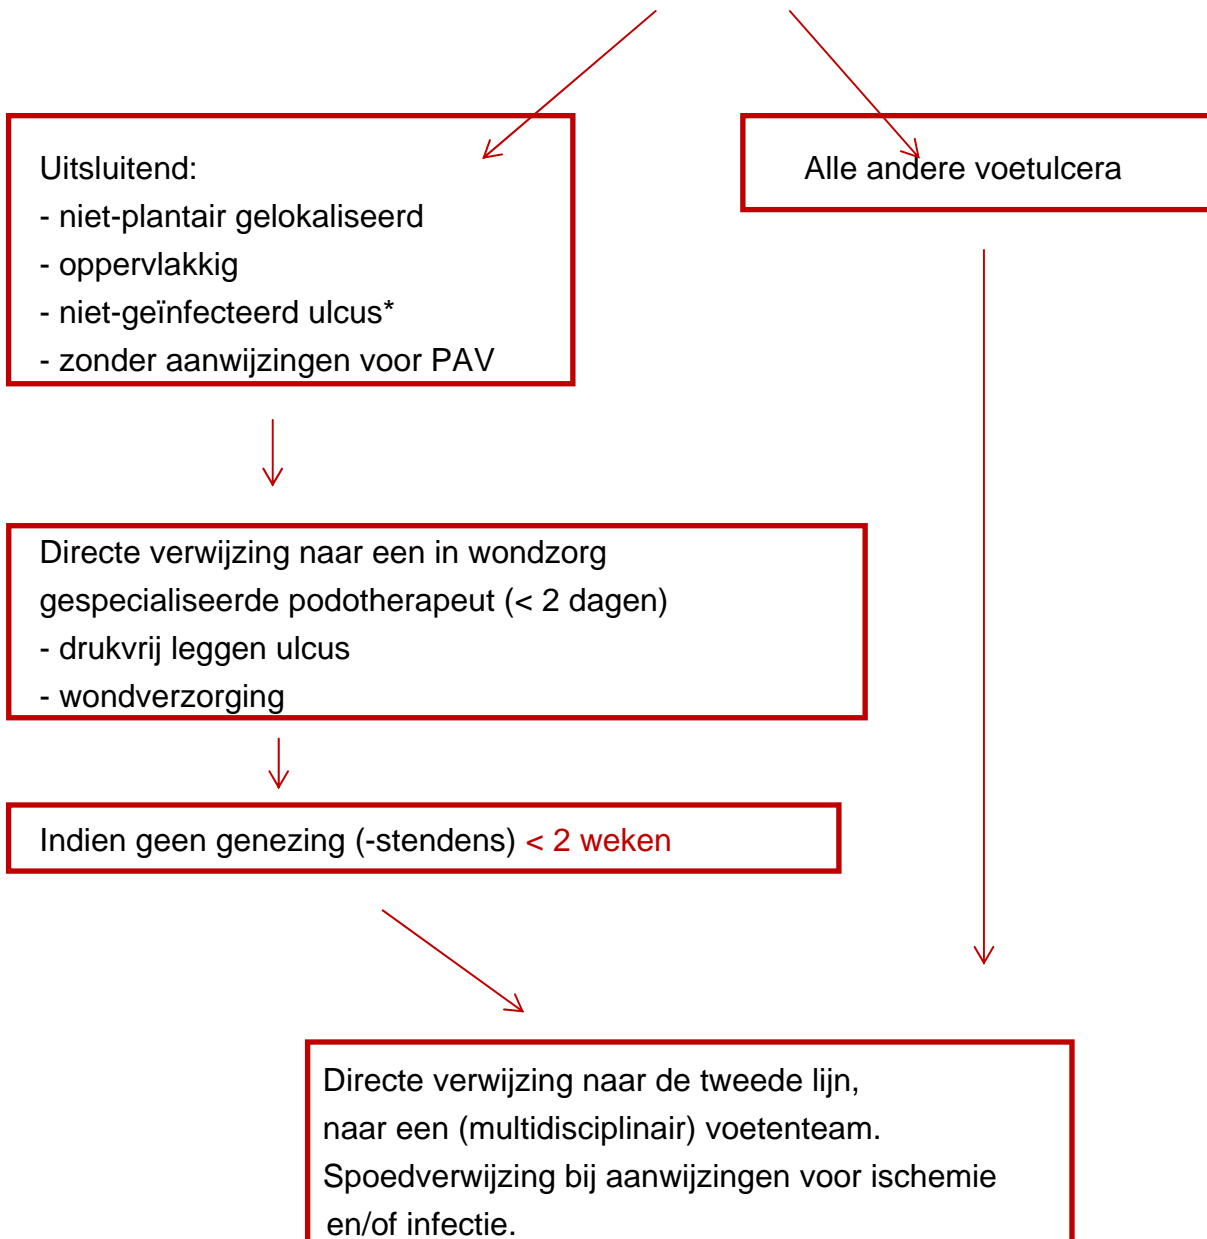 Uitsluitend:
- niet-plantair gelokaliseerd
- oppervlakkig
- niet-geïnfecteerd ulcus*
- zonder aanwijzingen voor PAV
Alle andere voetulcera
Directe verwijzing naar een in wondzorg
gespecialiseerde podotherapeut (< 2 dagen)
- drukvrij leggen ulcus
- wondverzorging
Indien geen genezing (-stendens) < 2 weken
Directe verwijzing naar de tweede lijn,
naar een (multidisciplinair) voetenteam.
Spoedverwijzing bij aanwijzingen voor ischemie
en/of infectie.